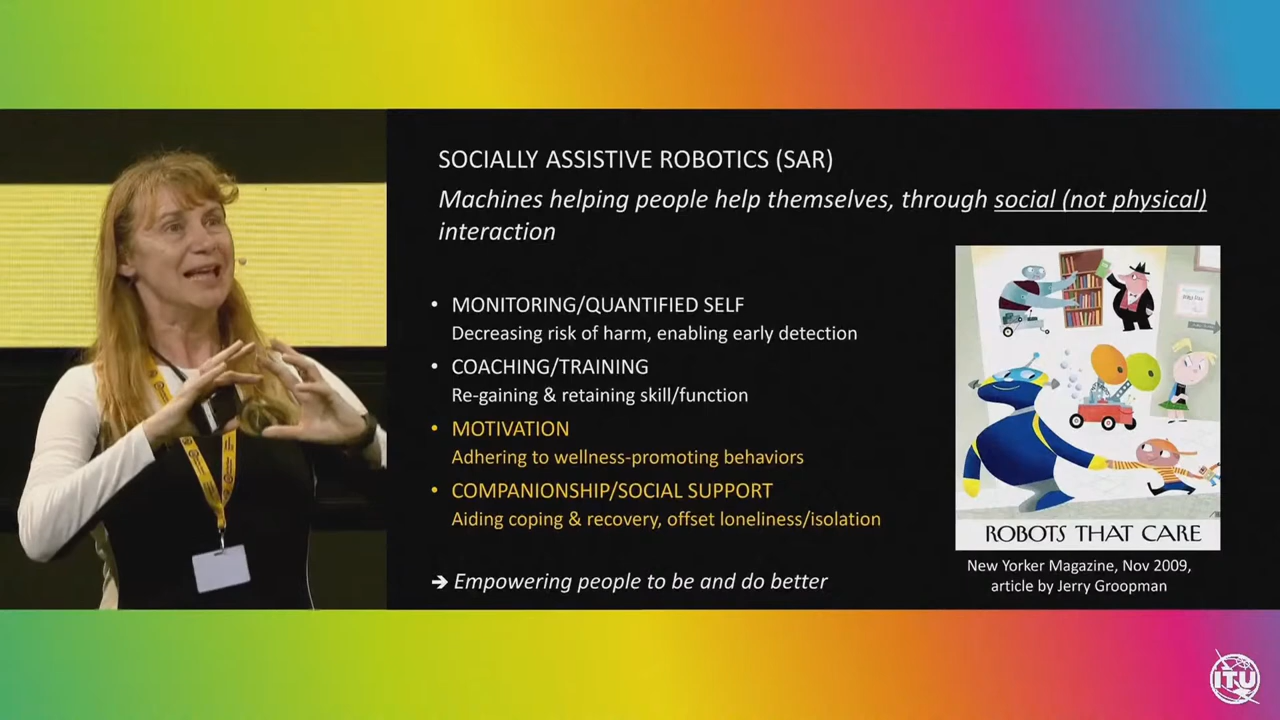 SOCIALLY ASSISTIVE ROBOTICS (SAR)
Machines helping people help themselves, through social (not physical)
interaction
• MONITORING/QUANTIFIED SELF
Decreasing risk of harm, enabling early detection
• COACHING/TRAINING
Re-gaining & retaining skill/function
• MOTIVATION
Adhering to wellness-promoting behaviors
• COMPANIONSHIP/SOCIAL SUPPORT
Aiding coping & recovery, offset loneliness/isolation
➔ Empowering people to be and do better
ROBOTS THAT CARE
New Yorker Magazine, Nov 2009,
article by Jerry Groopman
ITU